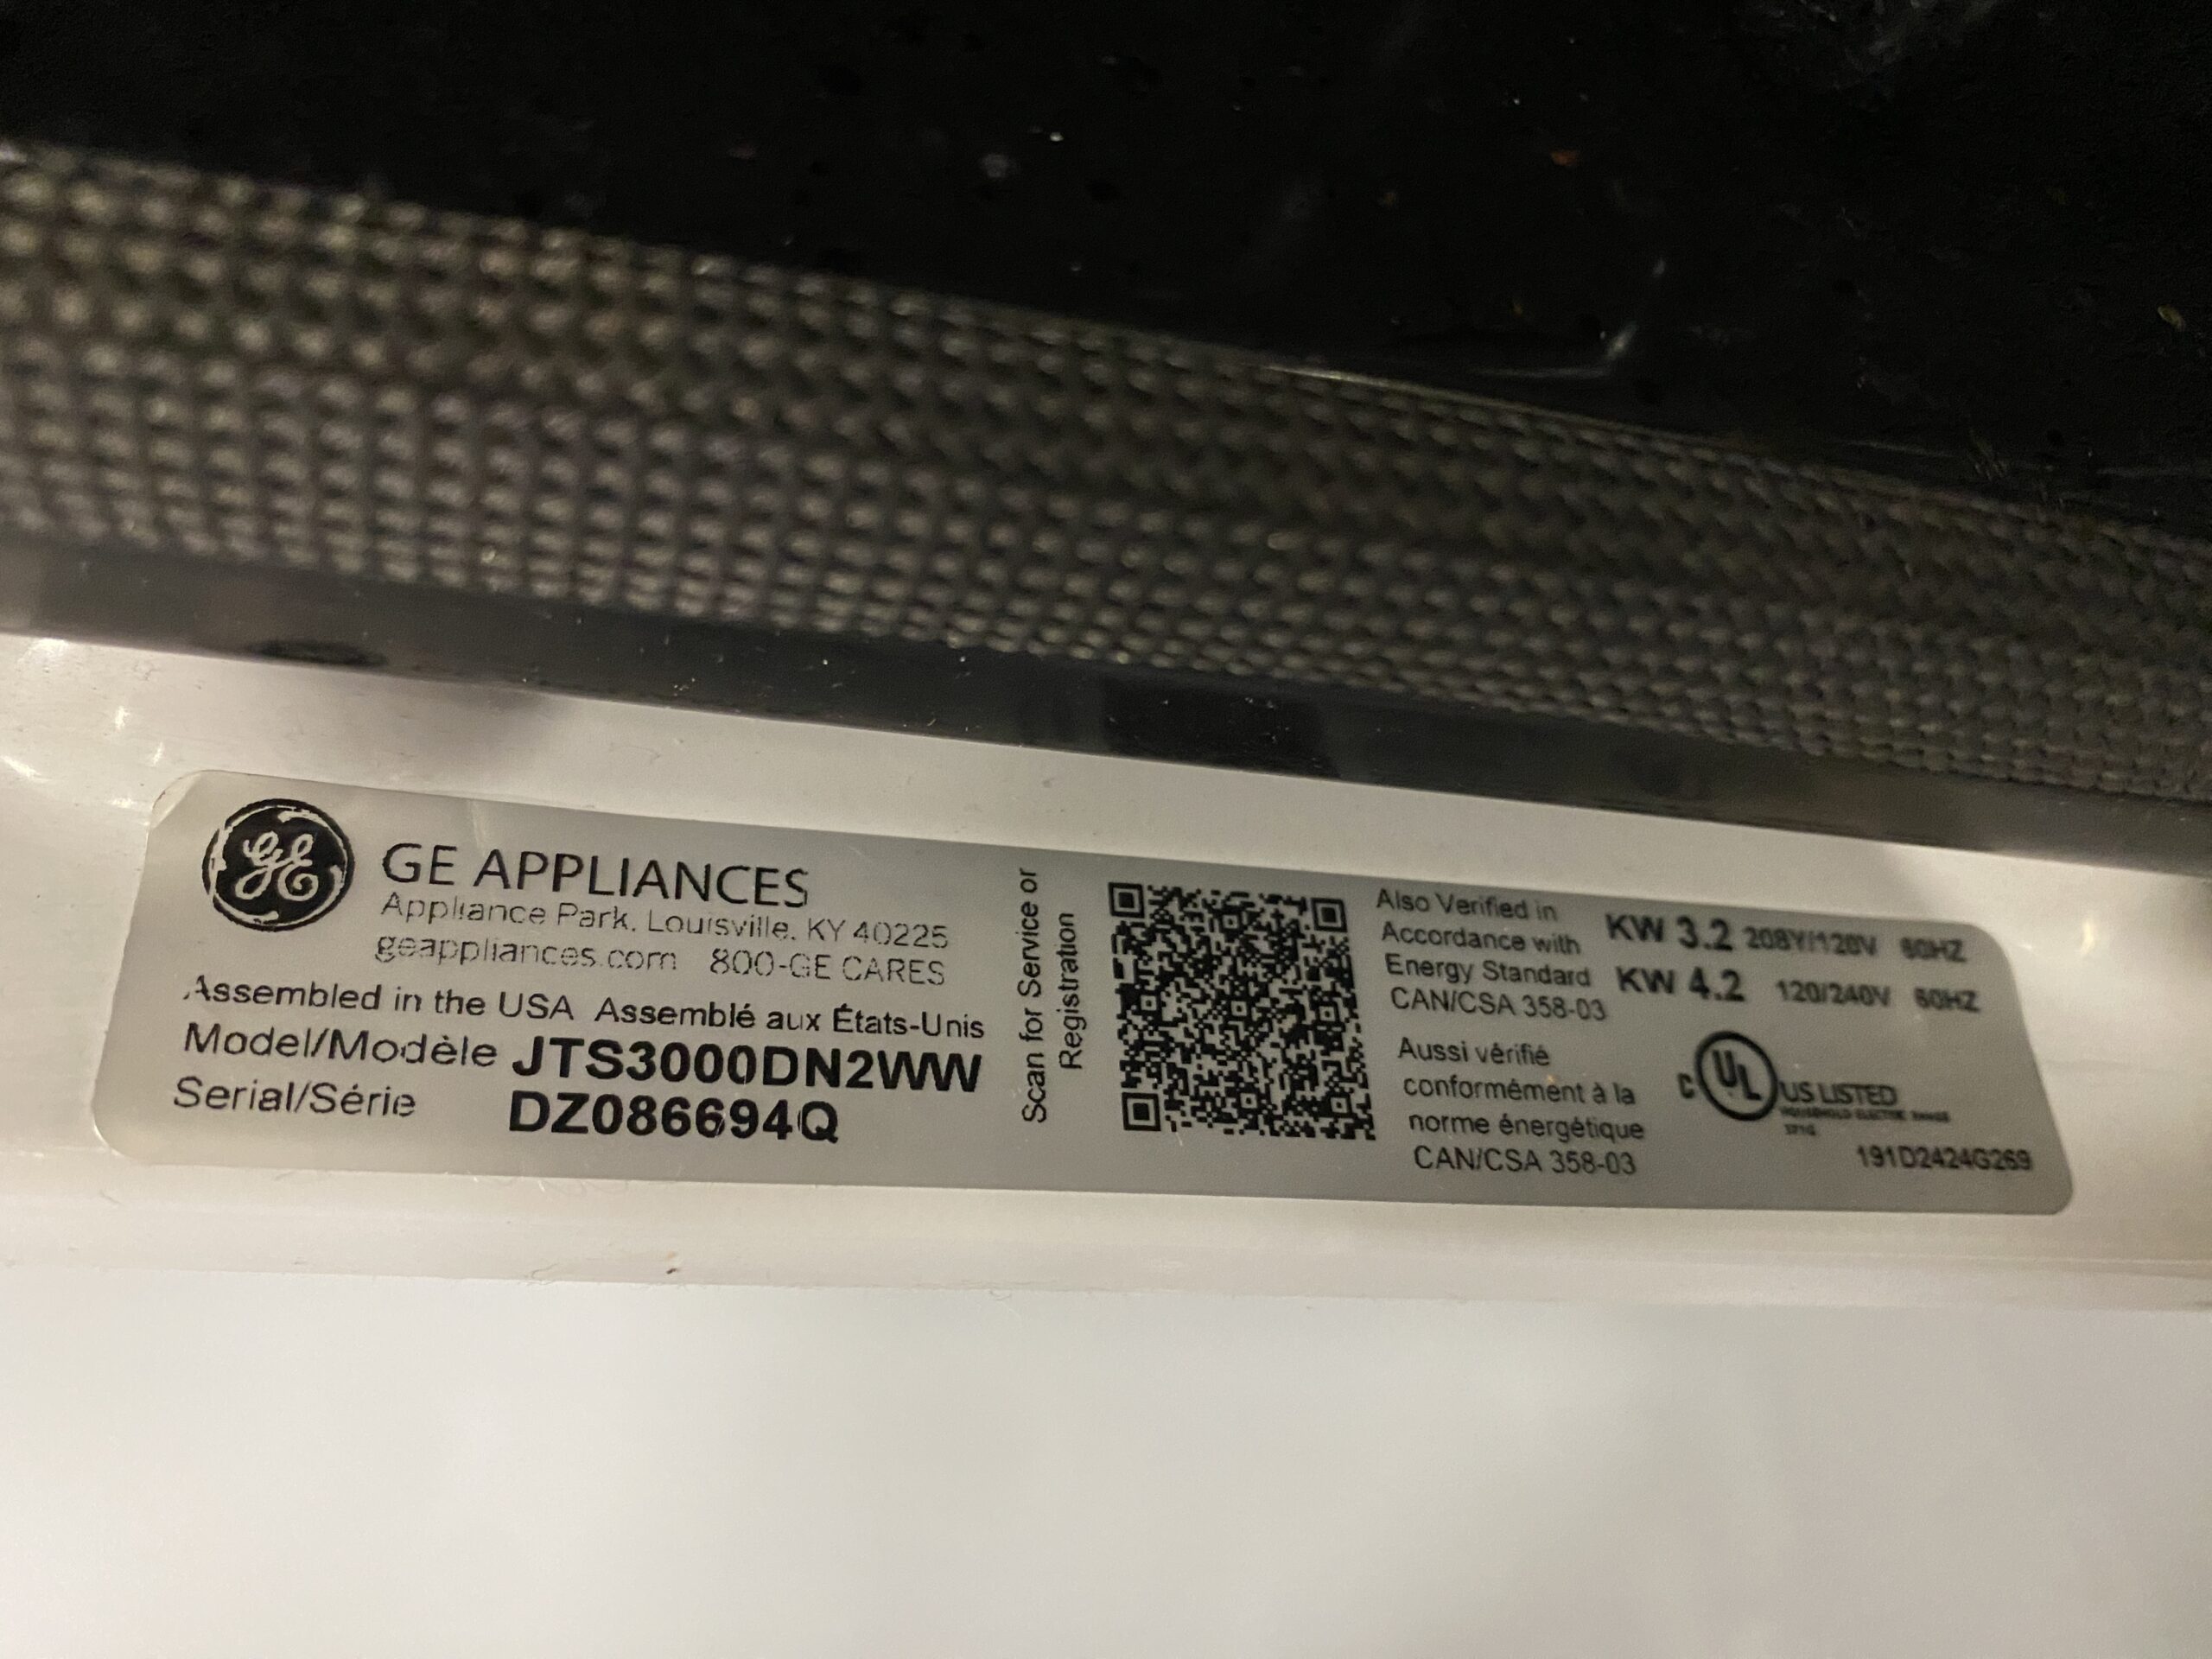 GE
GE APPLIANCES
Appliance Park, Louisville, KY 40225
geappliances.com 800-GE CARES
Assembled in the USA Assemblé aux États-Unis
Model/Modèle JTS3000DN2WW
Serial/Série DZ086694Q
Scan for Service or
Registration
Also Verified in
Accordance with
Energy Standard
CAN/CSA 358-03
Aussi vérifié
conformément à la
norme énergétique
CAN/CSA 358-03
KW 3.2 208Y/120V 60HZ
KW 4.2 120/240V 60HZ
C UL US LISTED
HOUSEHOLD ELECTRIC RANGE
191D2424G269